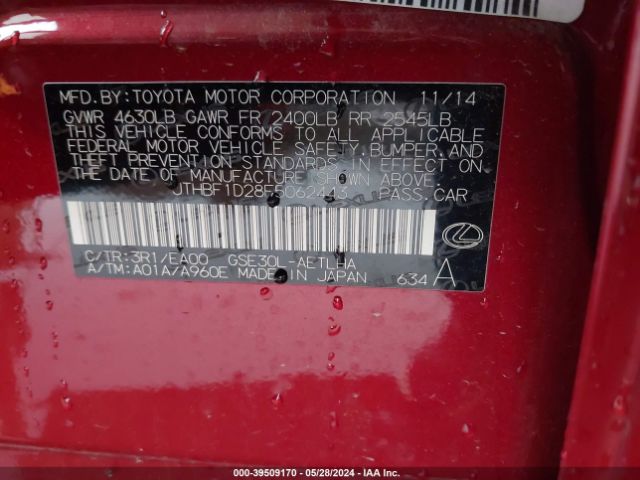 MFD.BY: TOYOTA MOTOR CORPORATION 11/14
GVWR 4630LB GAWR FR 2400LB RR 2545LB
THIS VEHICLE CONFORMS TO ALL APPLICABLE
FEDERAL MOTOR VEHICLE SAFETY, BUMPER, AND
THEFT PREVENTION STANDARDS IN EFFECT ON
THE DATE OF MANUFACTURE SHOWN ABOVE.
JTHBF1D28F5062443 PASS.CAR
C/TR:3R1/EA00 GSE30L-AETLHA
A/TM:A01A/A960E MADE IN JAPAN 634 A
000-39509170 - 05/28/2024 - IAA Inc.